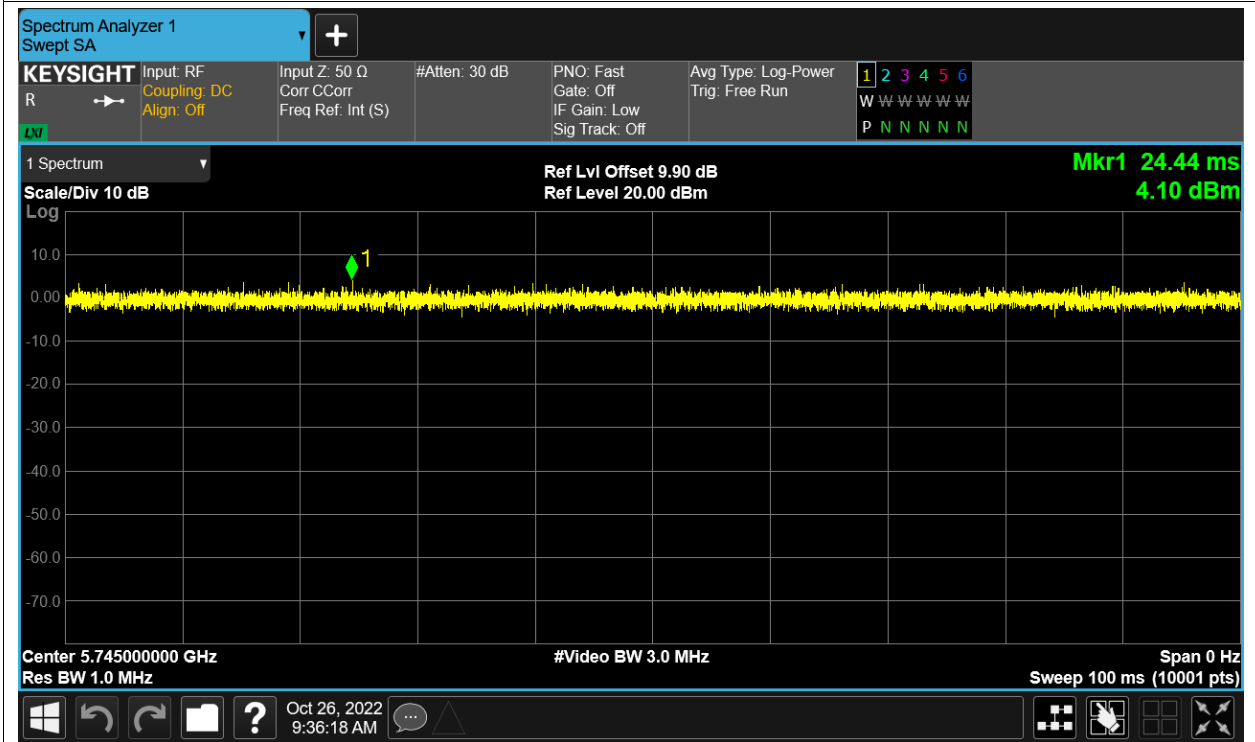 Spectrum Analyzer 1
Swept SA
+
KEYSIGHT
R
LXI
Input: RF
Coupling: DC
Align: Off
Input Z: 50 Ω
Corr CCorr
Freq Ref: Int (S)
#Atten: 30 dB
PNO: Fast
Gate: Off
IF Gain: Low
Sig Track: Off
Avg Type: Log-Power
Trig: Free Run
1 2 3 4 5 6
W W W W W W
P N N N N N
1 Spectrum
Scale/Div 10 dB
Log
Ref Lvl Offset 9.90 dB
Ref Level 20.00 dBm
Mkr1 24.44 ms
4.10 dBm
1
10.0
0.00
-10.0
-20.0
-30.0
-40.0
-50.0
-60.0
-70.0
Center 5.745000000 GHz
Res BW 1.0 MHz
#Video BW 3.0 MHz
Span 0 Hz
Sweep 100 ms (10001 pts)
?
Oct 26, 2022
9:36:18 AM